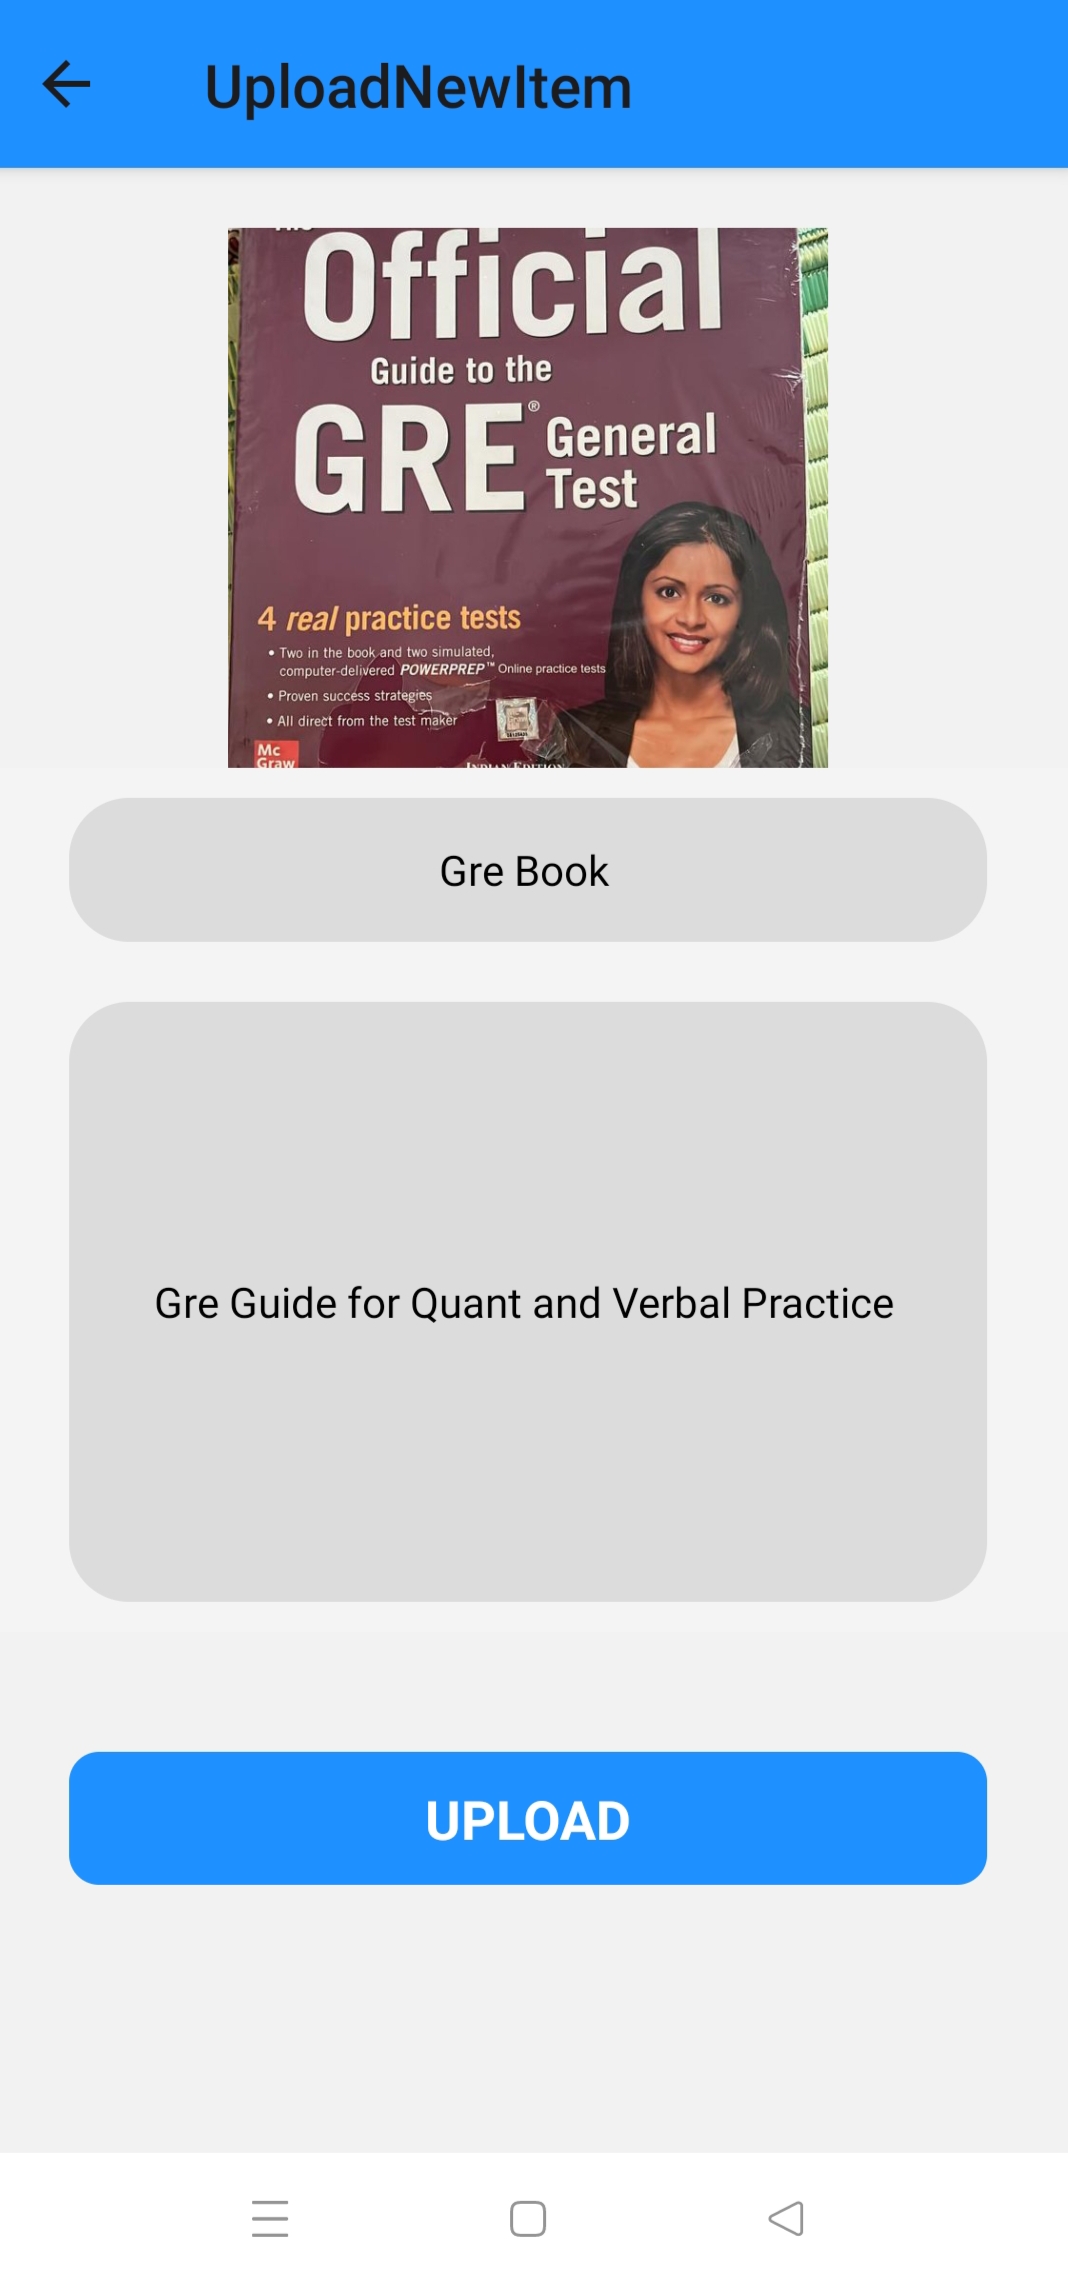 UploadNewItem
Official
Guide to the
GRE® General
Test
4 real practice tests
• Two in the book and two simulated,
computer-delivered POWERPREP™ Online practice tests
• Proven success strategies
• All direct from the test maker
Mc
Graw
INDIAN EDITION
Gre Book
Gre Guide for Quant and Verbal Practice
UPLOAD